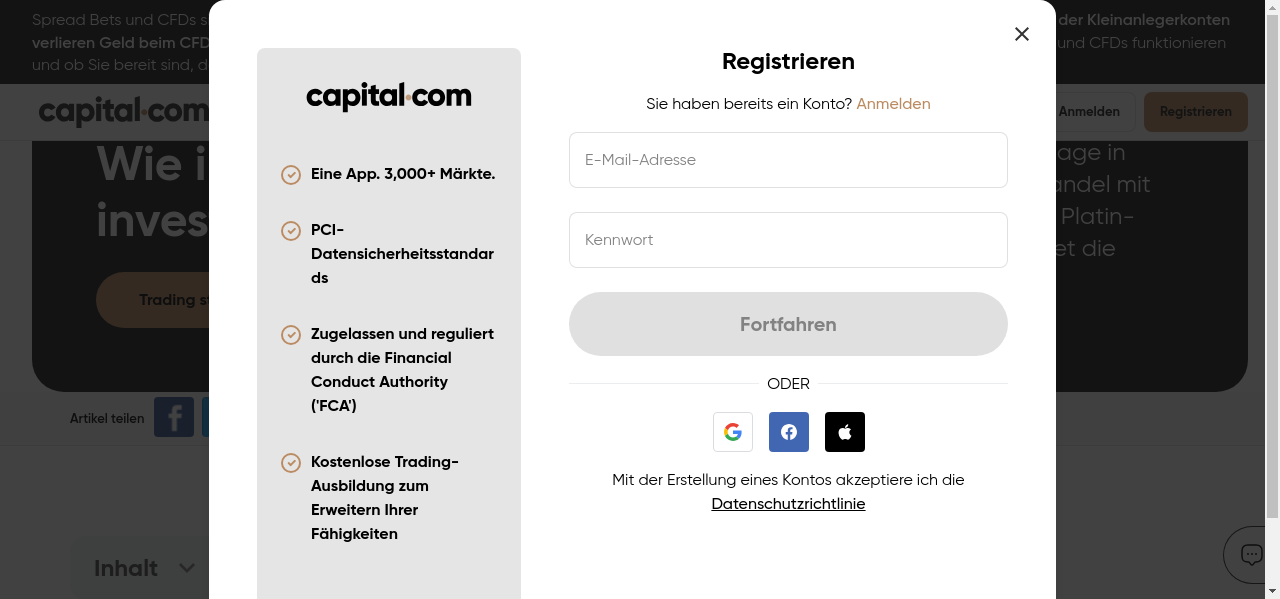 Spread Bets und CFDs s
der Kleinanlegerkonten
verlieren Geld beim CFD
und CFDs funktionieren
und ob Sie bereit sind, d
capital.com
Anmelden
Registrieren
Wie i
inves
age in
andel mit
Platin-
et die
Trading st
Artikel teilen
Inhalt
capital.com
Eine App. 3,000+ Märkte.
PCI-
Datensicherheitsstandar
ds
Zugelassen und reguliert
durch die Financial
Conduct Authority
('FCA')
Kostenlose Trading-
Ausbildung zum
Erweitern Ihrer
Fähigkeiten
Registrieren
Sie haben bereits ein Konto? Anmelden
E-Mail-Adresse
Kennwort
Fortfahren
ODER
Mit der Erstellung eines Kontos akzeptiere ich die
Datenschutzrichtlinie